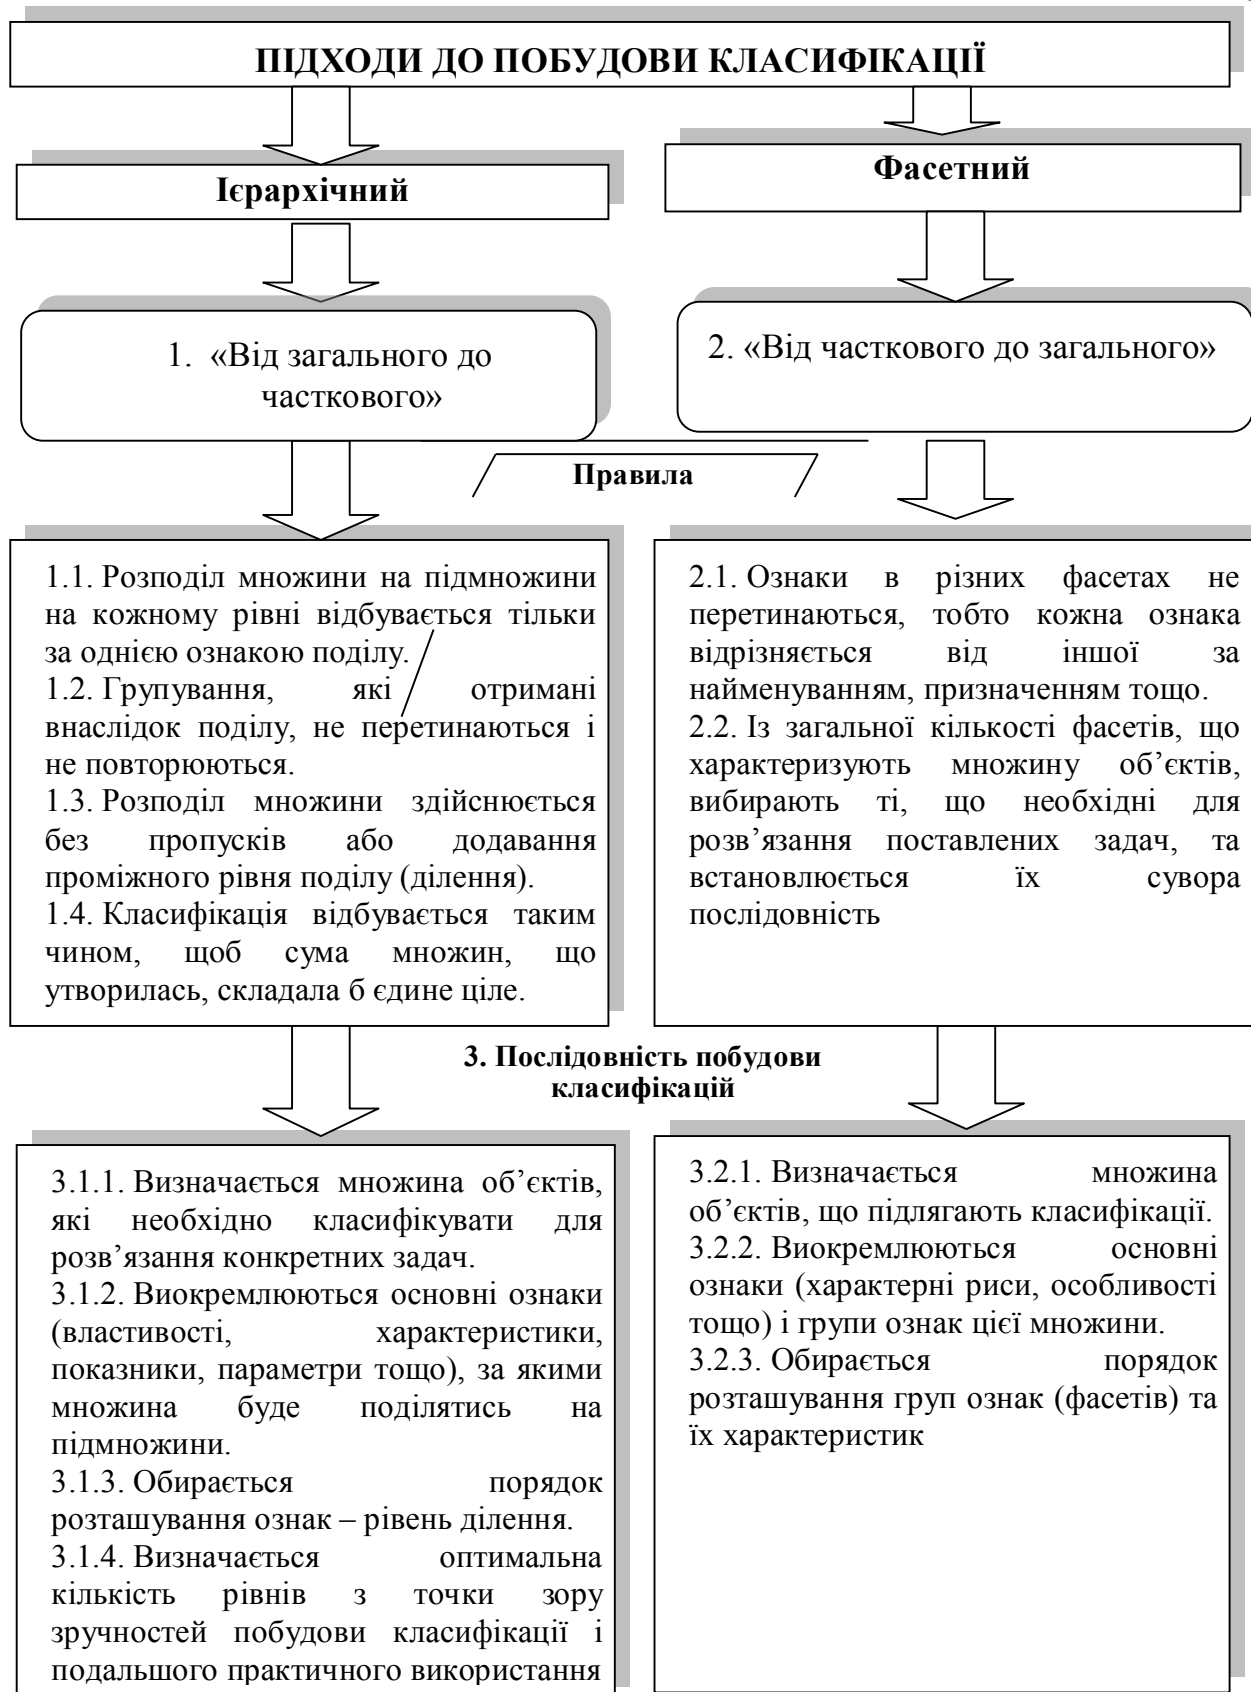 ПІДХОДИ ДО ПОБУДОВИ КЛАСИФІКАЦІЇ
Ієрархічний
Фасетний
1. «Від загального до
часткового»
2. «Від часткового до загального»
Правила
1.1. Розподіл множини на підмножини
на кожному рівні відбувається тільки
за однією ознакою поділу.
1.2. Групування, які отримані
внаслідок поділу, не перетинаються і
не повторюються.
1.3. Розподіл множини здійснюється
без пропусків або додавання
проміжного рівня поділу (ділення).
1.4. Класифікація відбувається таким
чином, щоб сума множин, що
утворилась, складала б єдине ціле.
2.1. Ознаки в різних фасетах не
перетинаються, тобто кожна ознака
відрізняється від іншої за
найменуванням, призначенням тощо.
2.2. Із загальної кількості фасетів, що
характеризують множину об’єктів,
вибирають ті, що необхідні для
розв’язання поставлених задач, та
встановлюється їх сувора
послідовність
3. Послідовність побудови
класифікацій
3.1.1. Визначається множина об’єктів,
які необхідно класифікувати для
розв’язання конкретних задач.
3.1.2. Виокремлюються основні ознаки
(властивості, характеристики,
показники, параметри тощо), за якими
множина буде поділятись на
підмножини.
3.1.3. Обирається порядок
розташування ознак – рівень ділення.
3.1.4. Визначається оптимальна
кількість рівнів з точки зору
зручностей побудови класифікації і
подальшого практичного використання
3.2.1. Визначається множина
об’єктів, що підлягають класифікації.
3.2.2. Виокремлюються основні
ознаки (характерні риси, особливості
тощо) і групи ознак цієї множини.
3.2.3. Обирається порядок
розташування груп ознак (фасетів) та
їх характеристик